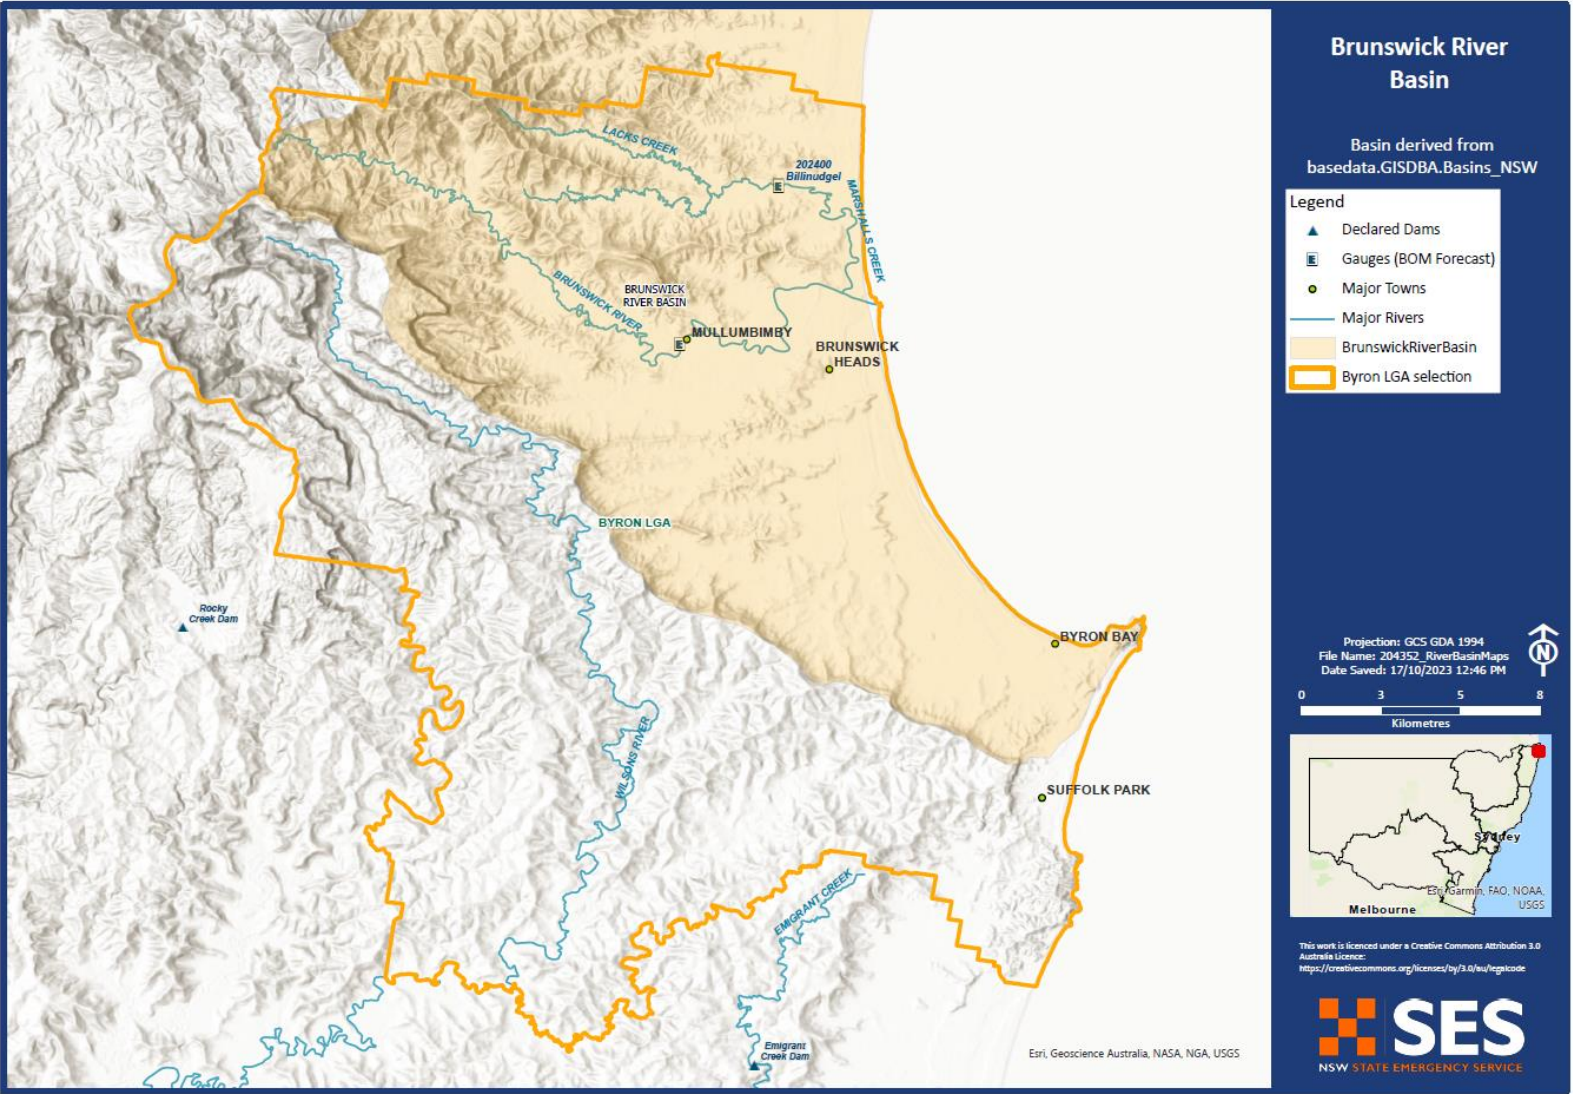 Brunswick River
Basin
Basin derived from
basedata.GISDBA.Basins_NSW
Legend
Declared Dams
E
Gauges (BOM Forecast)
Major Towns
Major Rivers
BrunswickRiverBasin
Byron LGA selection
LACKS CREEK
202400
Billinudgel
E
MARSHALLS CREEK
BRUNSWICK RIVER
BRUNSWICK
RIVER BASIN
MULLUMBIMBY
E
BRUNSWICK
HEADS
BYRON LGA
Rocky
Creek Dam
BYRON BAY
WILSONS RIVER
SUFFOLK PARK
EMIGRANT CREEK
Emigrant
Creek Dam
Esri, Geoscience Australia, NASA, NGA, USGS
Projection: GCS GDA 1994
File Name: 204352_RiverBasinMaps
Date Saved: 17/10/2023 12:46 PM
N
0 3 5 8
Kilometres
Sydney
Esri, Garmin, FAO, NOAA,
USGS
Melbourne
This work is licenced under a Creative Commons Attribution 3.0
Australia Licence:
https://creativecommons.org/licenses/by/3.0/au/legalcode
SES
NSW STATE EMERGENCY SERVICE